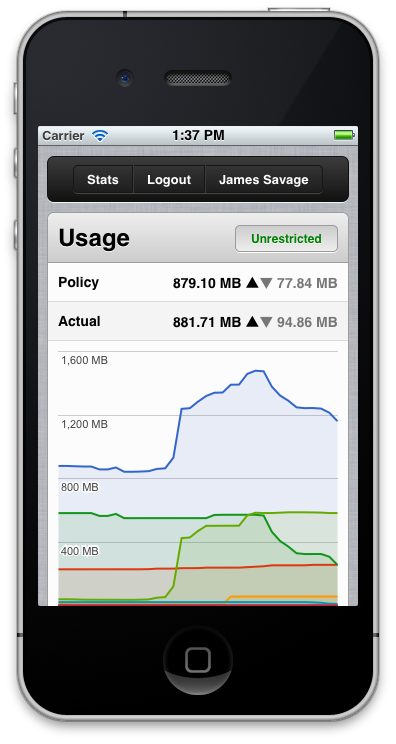 Carrier 1:37 PM
Stats Logout James Savage
Usage Unrestricted
Policy 879.10 MB ▲▼ 77.84 MB
Actual 881.71 MB ▲▼ 94.86 MB
1,600 MB
1,200 MB
800 MB
400 MB